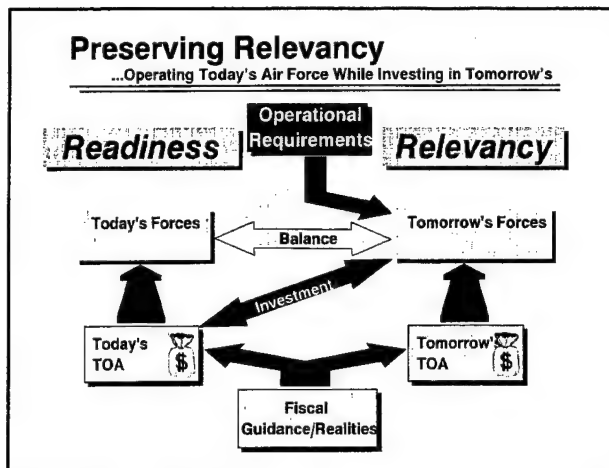 Preserving Relevancy
...Operating Today's Air Force While Investing in Tomorrow's
Operational
Requirements
Readiness
Relevancy
Today's Forces
Balance
Tomorrow's Forces
Investment
Today's
TOA
$
Tomorrow'
TOA
$
Fiscal
Guidance/Realities